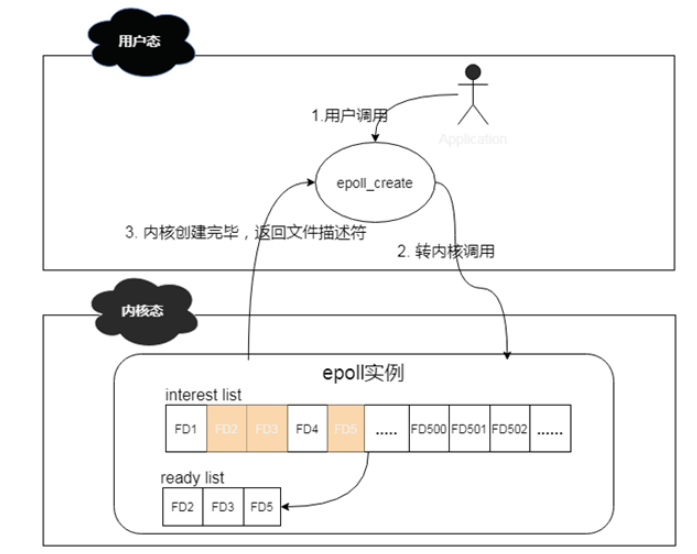 用户态
1.用户调用
Application
epoll_create
3. 内核创建完毕，返回文件描述符
2. 转内核调用
内核态
epoll实例
interest list
FD1 FD2 FD3 FD4 FD5 ..... FD500 FD501 FD502 ......
ready list
FD2 FD3 FD5